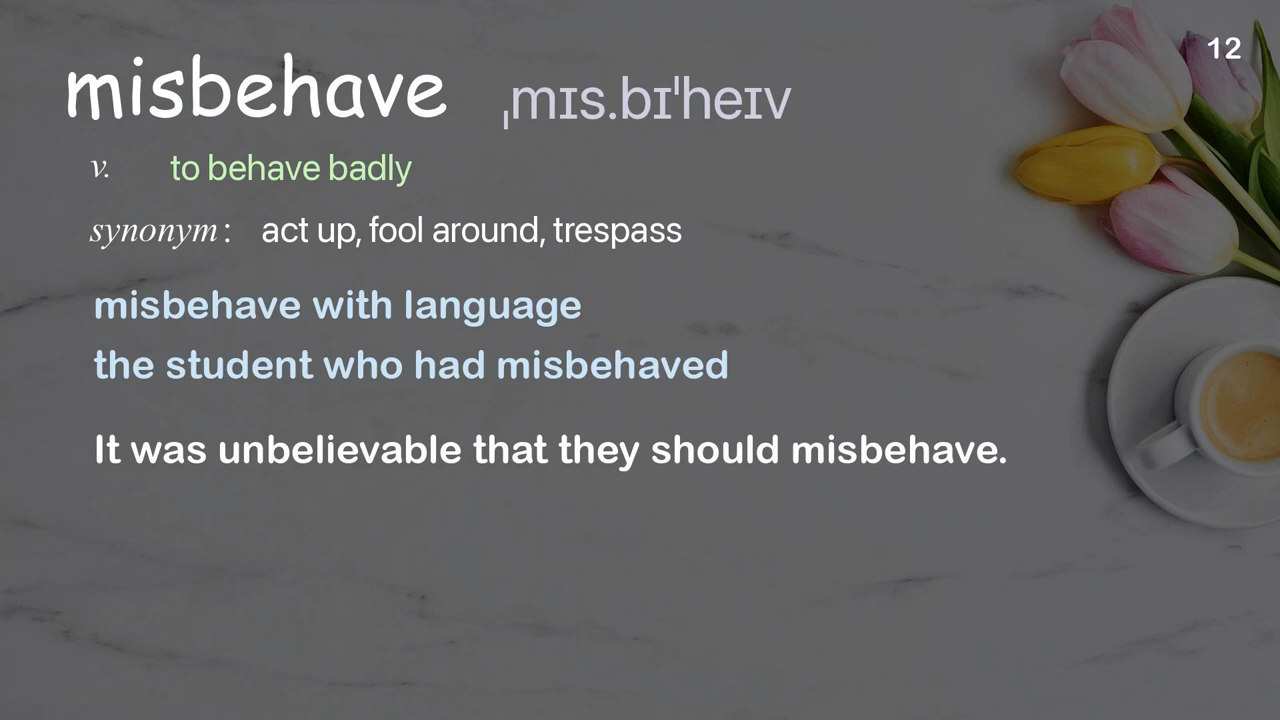 12
misbehave ˌmɪs.bɪˈheɪv
v. to behave badly
synonym: act up, fool around, trespass
misbehave with language
the student who had misbehaved
It was unbelievable that they should misbehave.